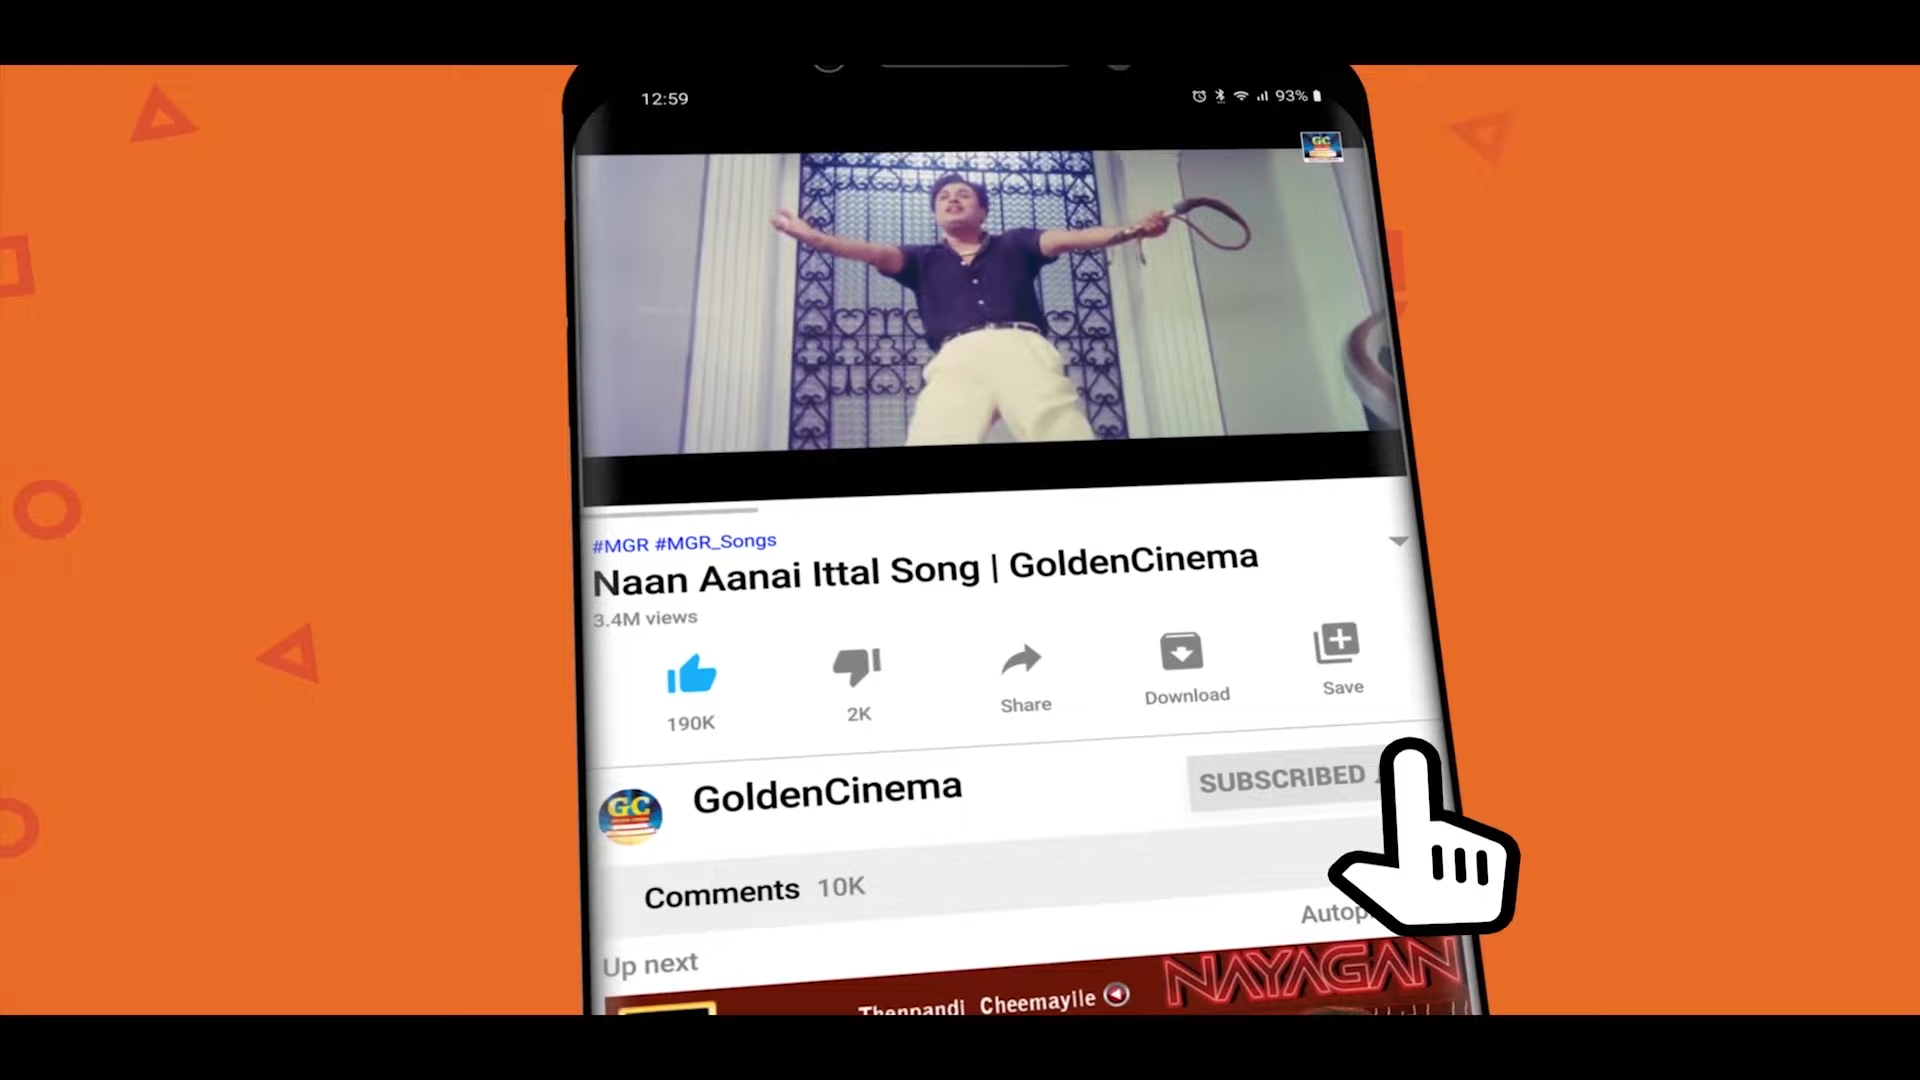 12:59
93%
GC
#MGR #MGR_Songs
Naan Aanai Ittal Song | GoldenCinema
3.4M views
190K
2K
Share
Download
Save
GC
GoldenCinema
SUBSCRIBED
Comments 10K
Up next
Thenpandi Cheemayile
NAYAGAN